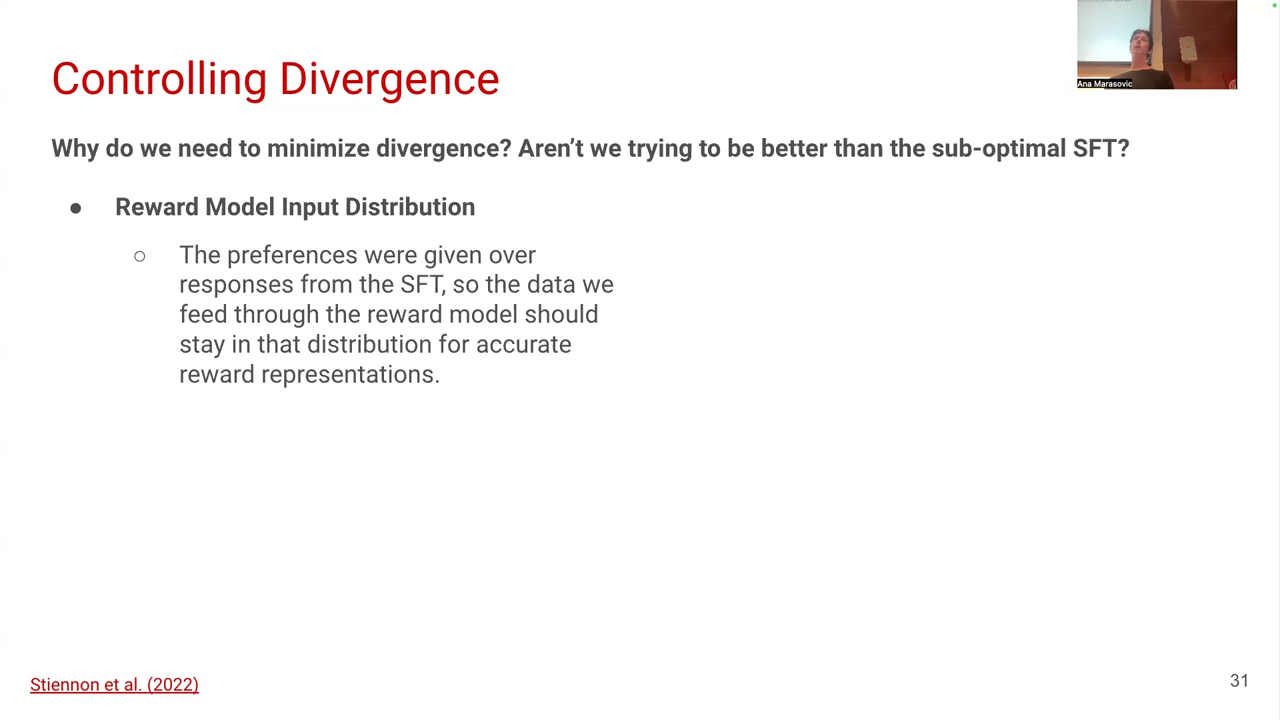 Controlling Divergence
Ana Marasovic
Why do we need to minimize divergence? Aren’t we trying to be better than the sub-optimal SFT?
● Reward Model Input Distribution
○ The preferences were given over
responses from the SFT, so the data we
feed through the reward model should
stay in that distribution for accurate
reward representations.
Stiennon et al. (2022)
31